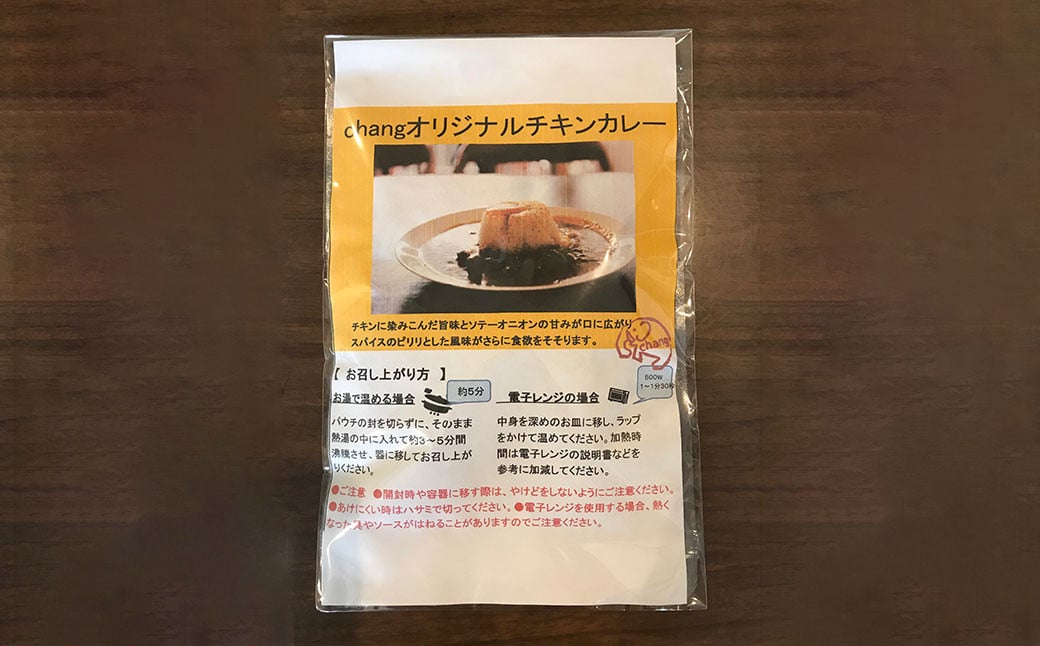 changオリジナルチキンカレー
チキンに染みこんだ旨味とソテーオニオンの甘みが口に広がり
スパイスのピリリとした風味がさらに食欲をそそります。
chang
【 お召し上がり方 】
お湯で温める場合
約5分
パウチの封を切らずに、そのまま
熱湯の中に入れて約3～5分間
沸騰させ、器に移してお召し上が
りください。
電子レンジの場合
500W
1～1分30秒
中身を深めのお皿に移し、ラップ
をかけて温めてください。加熱時
間は電子レンジの説明書などを
参考に加減してください。
●ご注意 ●開封時や容器に移す際は、やけどをしないようにご注意ください。
●あけにくい時はハサミで切ってください。●電子レンジを使用する場合、熱く
なった具やソースがはねることがありますのでご注意ください。